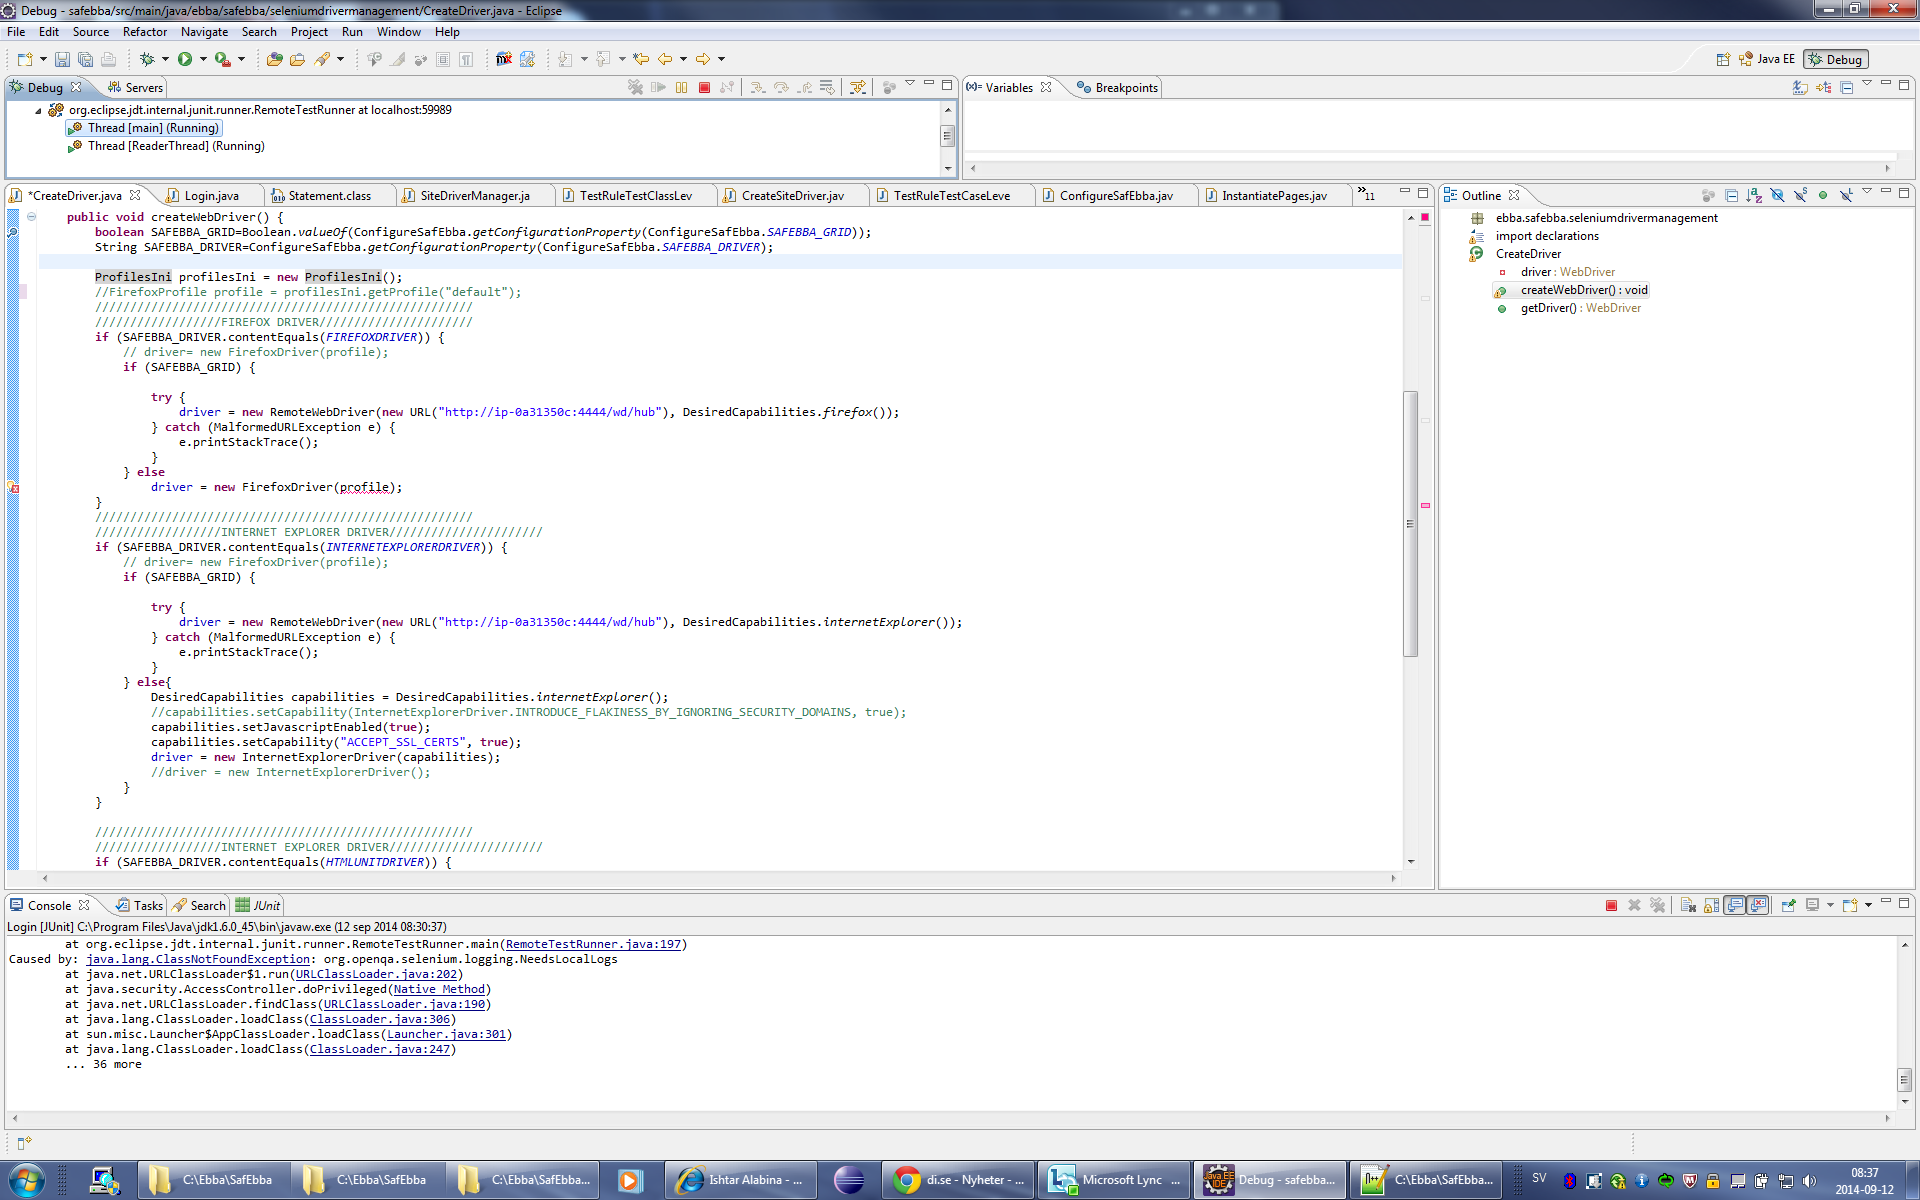 Debug - safebba/src/main/java/ebba/safebba/seleniumdrivermanagement/CreateDriver.java - Eclipse
File Edit Source Refactor Navigate Search Project Run Window Help
Java EE Debug
Debug Servers
org.eclipse.jdt.internal.junit.runner.RemoteTestRunner at localhost:59989
Thread [main] (Running)
Thread [ReaderThread] (Running)
(x)= Variables Breakpoints
*CreateDriver.java Login.java Statement.class SiteDriverManager.ja TestRuleTestClassLev CreateSiteDriver.jav TestRuleTestCaseLeve ConfigureSafEbba.jav InstantiatePages.jav »11
public void createWebDriver() {
boolean SAFEBBA_GRID=Boolean.valueOf(ConfigureSafEbba.getConfigurationProperty(ConfigureSafEbba.SAFEBBA_GRID));
String SAFEBBA_DRIVER=ConfigureSafEbba.getConfigurationProperty(ConfigureSafEbba.SAFEBBA_DRIVER);
ProfilesIni profilesIni = new ProfilesIni();
//FirefoxProfile profile = profilesIni.getProfile("default");
//////////////////////////////////////////////////////
//////////////////FIREFOX DRIVER//////////////////////
if (SAFEBBA_DRIVER.contentEquals(FIREFOXDRIVER)) {
// driver= new FirefoxDriver(profile);
if (SAFEBBA_GRID) {
try {
driver = new RemoteWebDriver(new URL("http://ip-0a31350c:4444/wd/hub"), DesiredCapabilities.firefox());
} catch (MalformedURLException e) {
e.printStackTrace();
}
} else
driver = new FirefoxDriver(profile);
}
//////////////////////////////////////////////////////
//////////////////INTERNET EXPLORER DRIVER//////////////////////
if (SAFEBBA_DRIVER.contentEquals(INTERNETEXPLORERDRIVER)) {
// driver= new FirefoxDriver(profile);
if (SAFEBBA_GRID) {
try {
driver = new RemoteWebDriver(new URL("http://ip-0a31350c:4444/wd/hub"), DesiredCapabilities.internetExplorer());
} catch (MalformedURLException e) {
e.printStackTrace();
}
} else{
DesiredCapabilities capabilities = DesiredCapabilities.internetExplorer();
//capabilities.setCapability(InternetExplorerDriver.INTRODUCE_FLAKINESS_BY_IGNORING_SECURITY_DOMAINS, true);
capabilities.setJavascriptEnabled(true);
capabilities.setCapability("ACCEPT_SSL_CERTS", true);
driver = new InternetExplorerDriver(capabilities);
//driver = new InternetExplorerDriver();
}
}
//////////////////////////////////////////////////////
//////////////////INTERNET EXPLORER DRIVER//////////////////////
if (SAFEBBA_DRIVER.contentEquals(HTMLUNITDRIVER)) {
Outline
ebba.safebba.seleniumdrivermanagement
import declarations
CreateDriver
driver : WebDriver
createWebDriver() : void
getDriver() : WebDriver
Console Tasks Search JUnit
Login [JUnit] C:\Program Files\Java\jdk1.6.0_45\bin\javaw.exe (12 sep 2014 08:30:37)
at org.eclipse.jdt.internal.junit.runner.RemoteTestRunner.main(RemoteTestRunner.java:197)
Caused by: java.lang.ClassNotFoundException: org.openqa.selenium.logging.NeedsLocalLogs
at java.net.URLClassLoader$1.run(URLClassLoader.java:202)
at java.security.AccessController.doPrivileged(Native Method)
at java.net.URLClassLoader.findClass(URLClassLoader.java:190)
at java.lang.ClassLoader.loadClass(ClassLoader.java:306)
at sun.misc.Launcher$AppClassLoader.loadClass(Launcher.java:301)
at java.lang.ClassLoader.loadClass(ClassLoader.java:247)
... 36 more
C:\Ebba\SafEbba C:\Ebba\SafEbba C:\Ebba\SafEbba... Ishtar Alabina - ... di.se - Nyheter - ... Microsoft Lync ... Debug - safebba... C:\Ebba\SafEbba... SV 08:37
2014-09-12